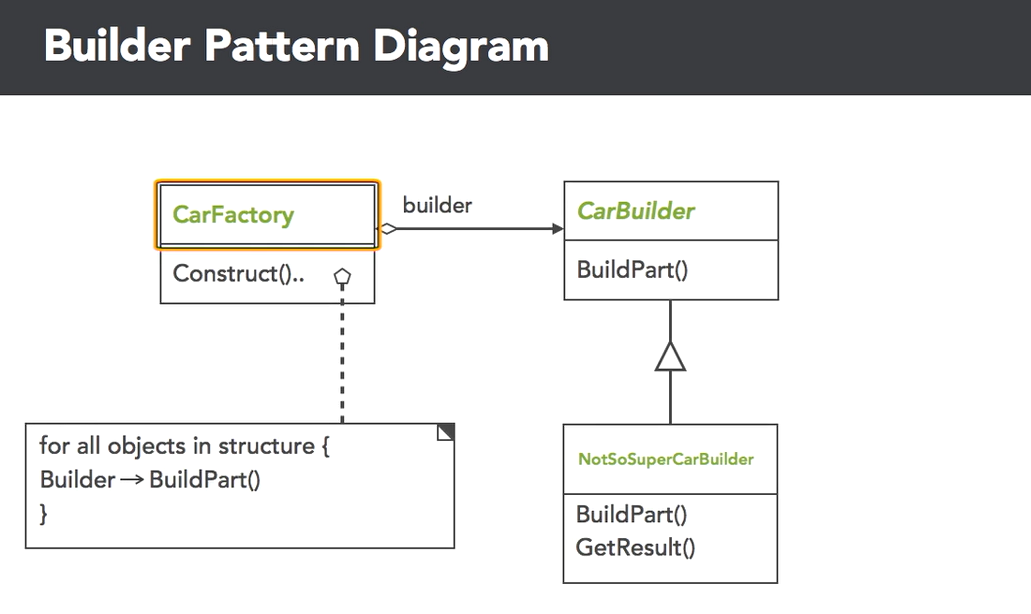 Builder Pattern Diagram
CarFactory
builder
CarBuilder
Construct()..
BuildPart()
for all objects in structure {
Builder → BuildPart()
}
NotSoSuperCarBuilder
BuildPart()
GetResult()